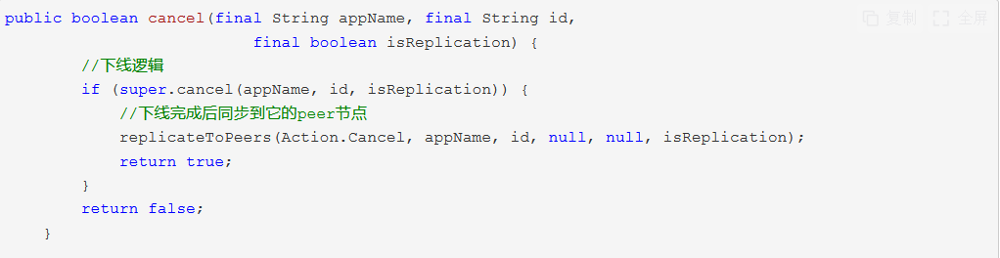 复制 全屏
public boolean cancel(final String appName, final String id,
                          final boolean isReplication) {
        //下线逻辑
        if (super.cancel(appName, id, isReplication)) {
            //下线完成后同步到它的peer节点
            replicateToPeers(Action.Cancel, appName, id, null, null, isReplication);
            return true;
        }
        return false;
    }